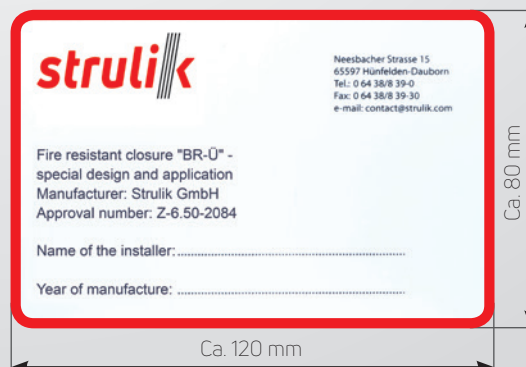 strulik
Neesbacher Strasse 15
65597 Hünfelden-Dauborn
Tel.: 0 64 38/8 39-0
Fax: 0 64 38/8 39-30
e-mail: contact@strulik.com
Fire resistant closure "BR-Ü" -
special design and application
Manufacturer: Strulik GmbH
Approval number: Z-6.50-2084
Name of the installer:
Year of manufacture:
Ca. 80 mm
Ca. 120 mm